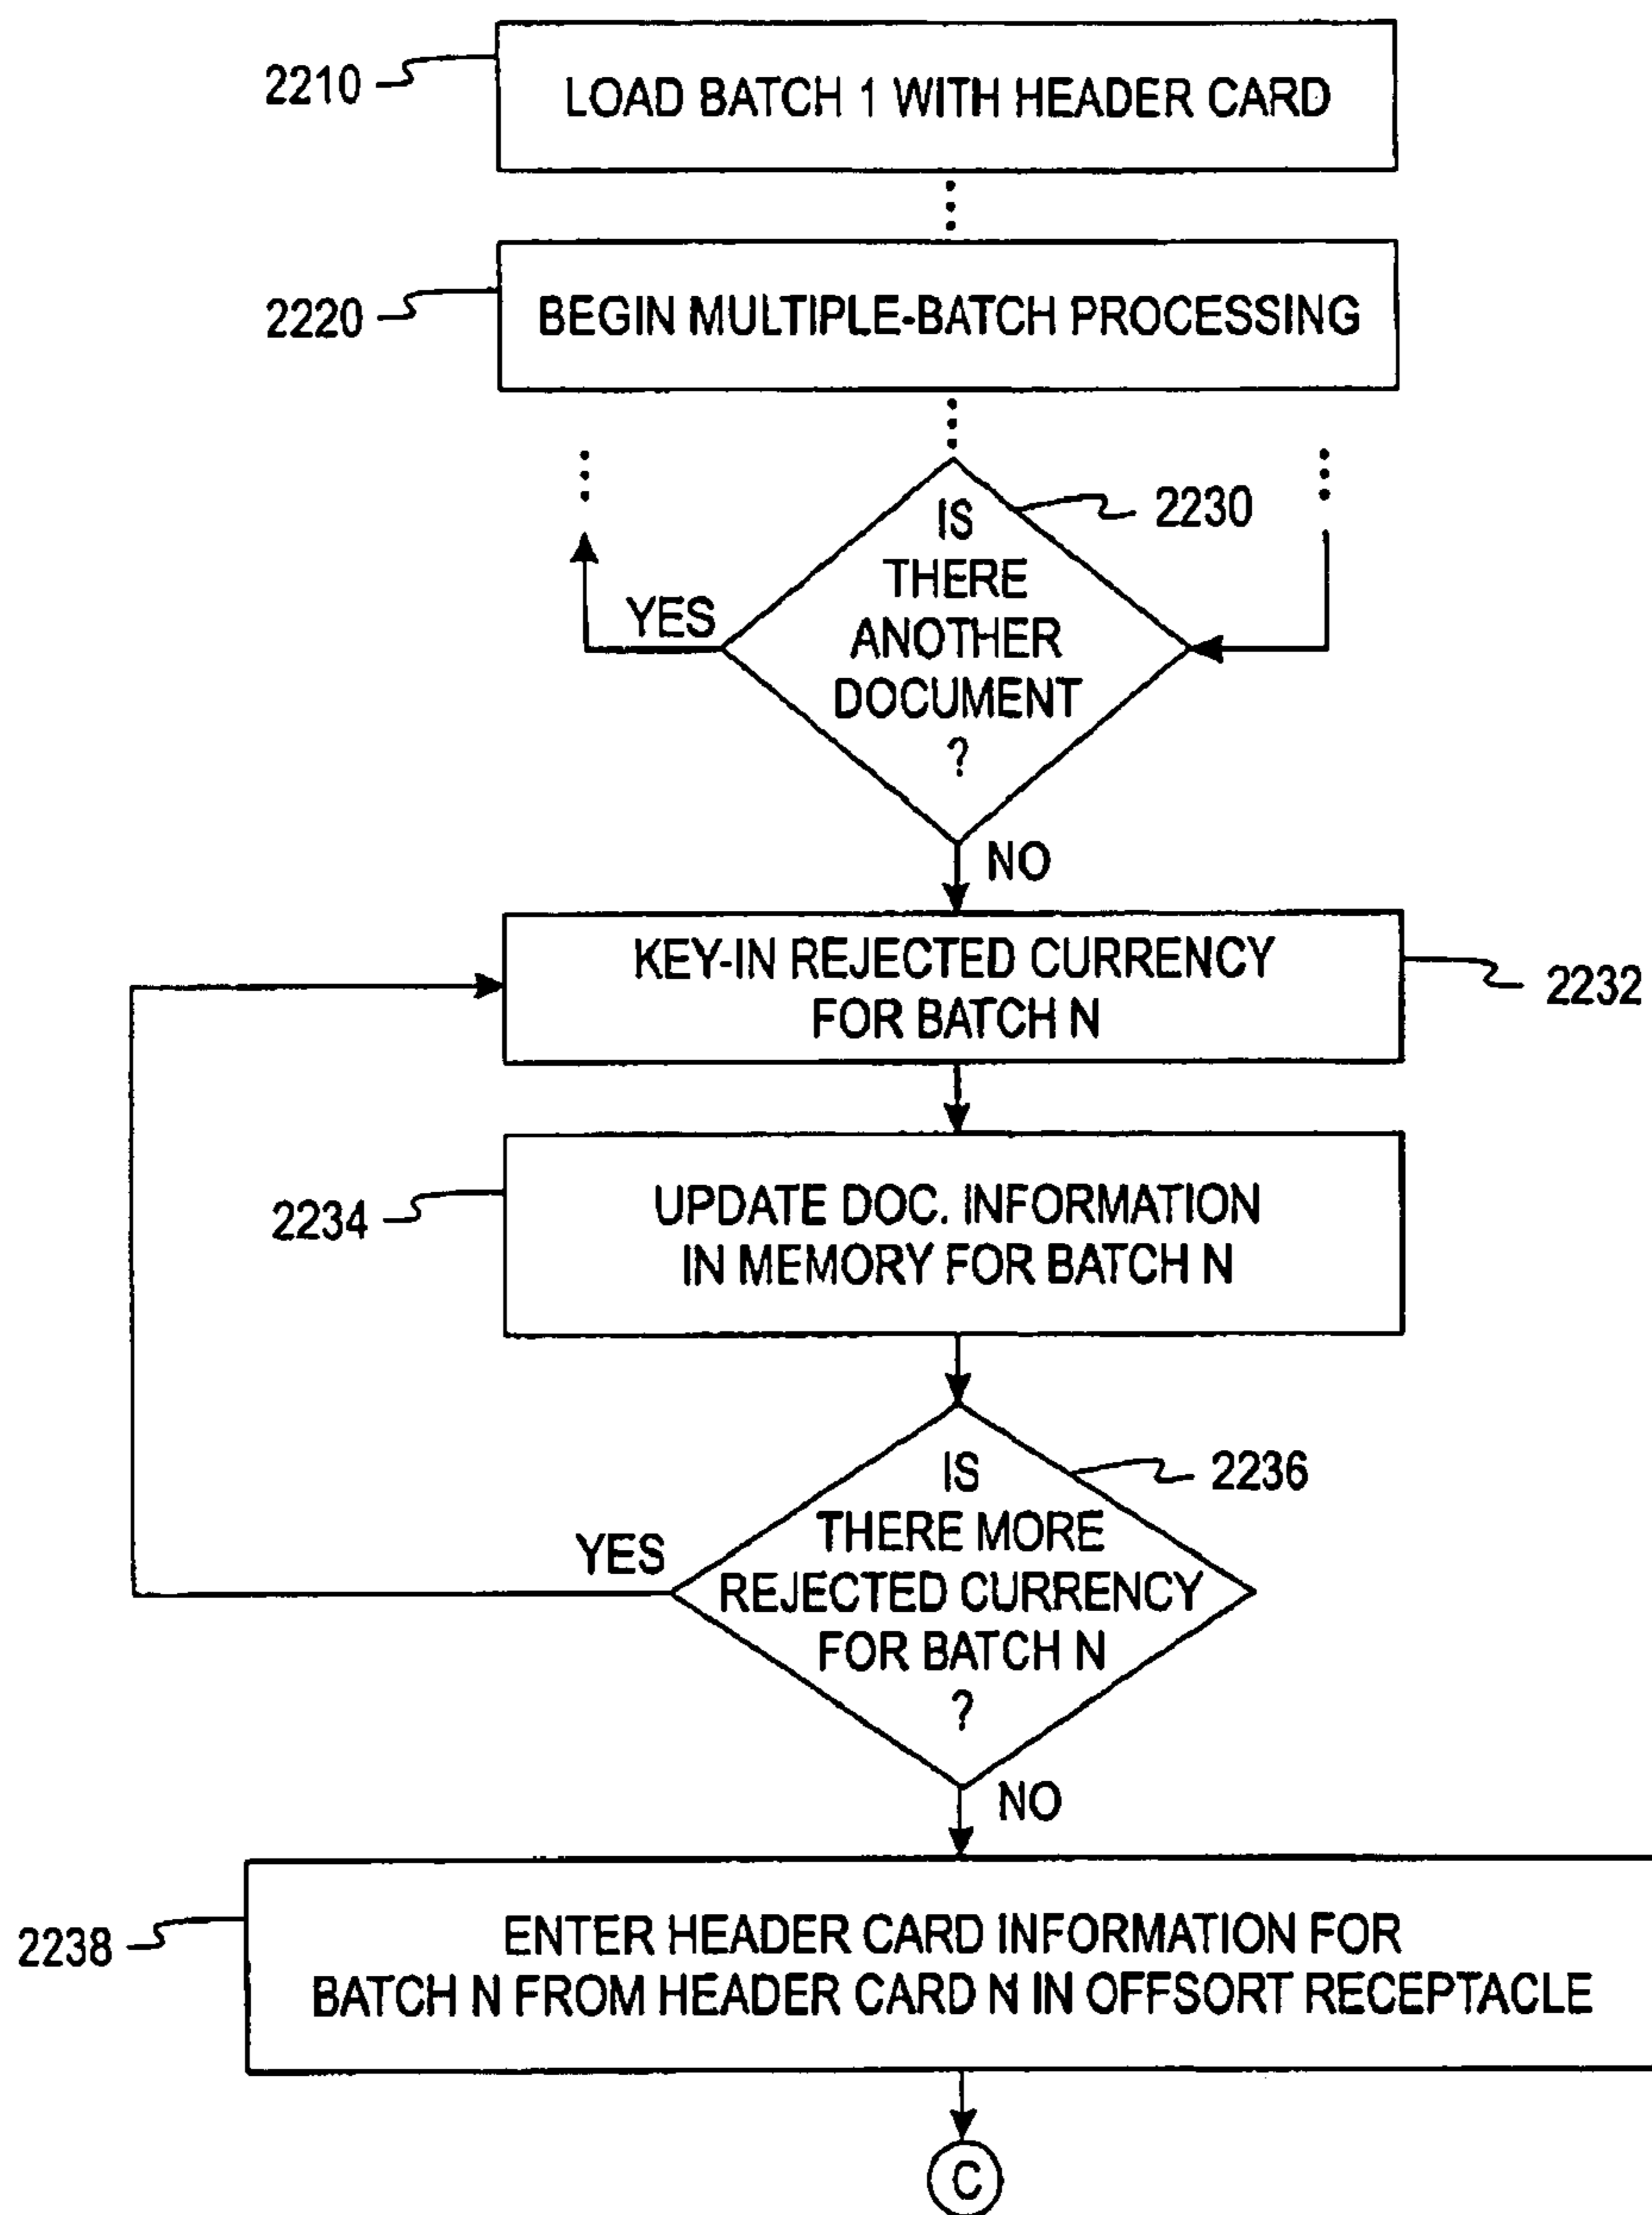 2210
LOAD BATCH 1 WITH HEADER CARD
2220
BEGIN MULTIPLE-BATCH PROCESSING
2230
IS
THERE
ANOTHER
DOCUMENT
?
YES
NO
KEY-IN REJECTED CURRENCY
FOR BATCH N
2232
2234
UPDATE DOC. INFORMATION
IN MEMORY FOR BATCH N
2236
IS
THERE MORE
REJECTED CURRENCY
FOR BATCH N
?
YES
NO
2238
ENTER HEADER CARD INFORMATION FOR
BATCH N FROM HEADER CARD N IN OFFSORT RECEPTACLE
C